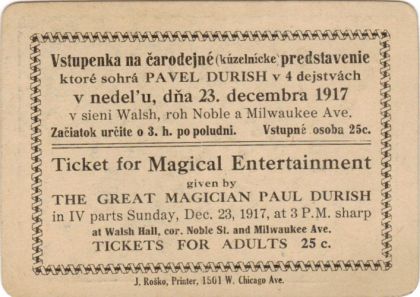 Vstupenka na čarodejné (kúzelnícke) predstavenie
ktoré sohrá PAVEL DURISH v 4 dejstvách
v nedel'u, dňa 23. decembra 1917
v sieni Walsh, roh Noble a Milwaukee Ave.
Začiatok určite o 3. h. po poludni. Vstupné osoba 25c.
Ticket for Magical Entertainment
given by
THE GREAT MAGICIAN PAUL DURISH
in IV parts Sunday, Dec. 23, 1917, at 3 P.M. sharp
at Walsh Hall, cor. Noble St. and Milwaukee Ave.
TICKETS FOR ADULTS 25 c.
J. Roško, Printer, 1501 W. Chicago Ave.